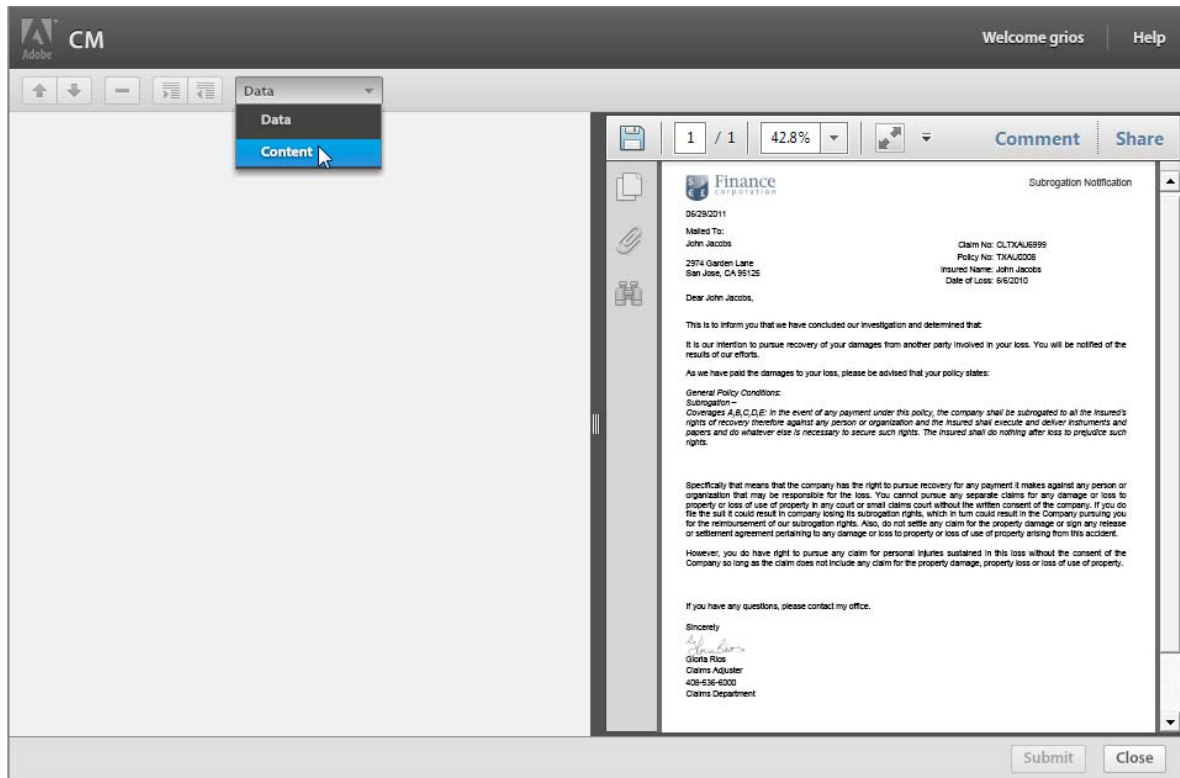 Adobe
CM
Welcome grios
Help
Data
Data
Content
1 / 1
42.8%
Comment
Share
Finance
corporation
Subrogation Notification
06/29/2011
Mailed To:
John Jacobs
2974 Garden Lane
San Jose, CA 95125
Claim No: CLTXAU6999
Policy No: TXAU0008
Insured Name: John Jacobs
Date of Loss: 6/6/2010
Dear John Jacobs,
This is to inform you that we have concluded our investigation and determined that:
It is our intention to pursue recovery of your damages from another party involved in your loss. You will be notified of the
results of our efforts.
As we have paid the damages to your loss, please be advised that your policy states:
General Policy Conditions:
Subrogation –
Coverages A,B,C,D,E: In the event of any payment under this policy, the company shall be subrogated to all the insured's
rights of recovery therefore against any person or organization and the insured shall execute and deliver instruments and
papers and do whatever else is necessary to secure such rights. The insured shall do nothing after loss to prejudice such
rights.
Specifically that means that the company has the right to pursue recovery for any payment it makes against any person or
organization that may be responsible for the loss. You cannot pursue any separate claims for any damage or loss to
property or loss of use of property in any court or small claims court without the written consent of the company. If you do
file the suit it could result in company losing its subrogation rights, which in turn could result in the Company pursuing you
for the reimbursement of our subrogation rights. Also, do not settle any claim for the property damage or sign any release
or settlement agreement pertaining to any damage or loss to property or loss of use of property arising from this accident.
However, you do have right to pursue any claim for personal injuries sustained in this loss without the consent of the
Company so long as the claim does not include any claim for the property damage, property loss or loss of use of property.
If you have any questions, please contact my office.
Sincerely
Gloria Rios
Gloria Rios
Claims Adjuster
408-536-6000
Claims Department
Submit
Close